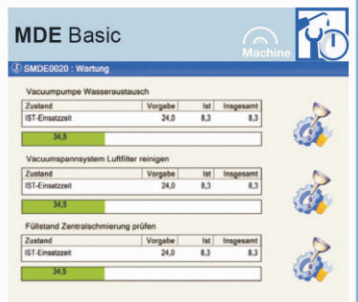 MDE Basic
Machine
SMDE0020 : Wartung
Vacuumpumpe Wasseraustausch
Zustand Vorgabe Ist Insgesamt
IST-Einsatzzeit 24,0 8,3 8,3
34,5
Vacuumspannsystem Luftfilter reinigen
Zustand Vorgabe Ist Insgesamt
IST-Einsatzzeit 24,0 8,3 8,3
34,5
Füllstand Zentralschmierung prüfen
Zustand Vorgabe Ist Insgesamt
IST-Einsatzzeit 24,0 8,3 8,3
34,5